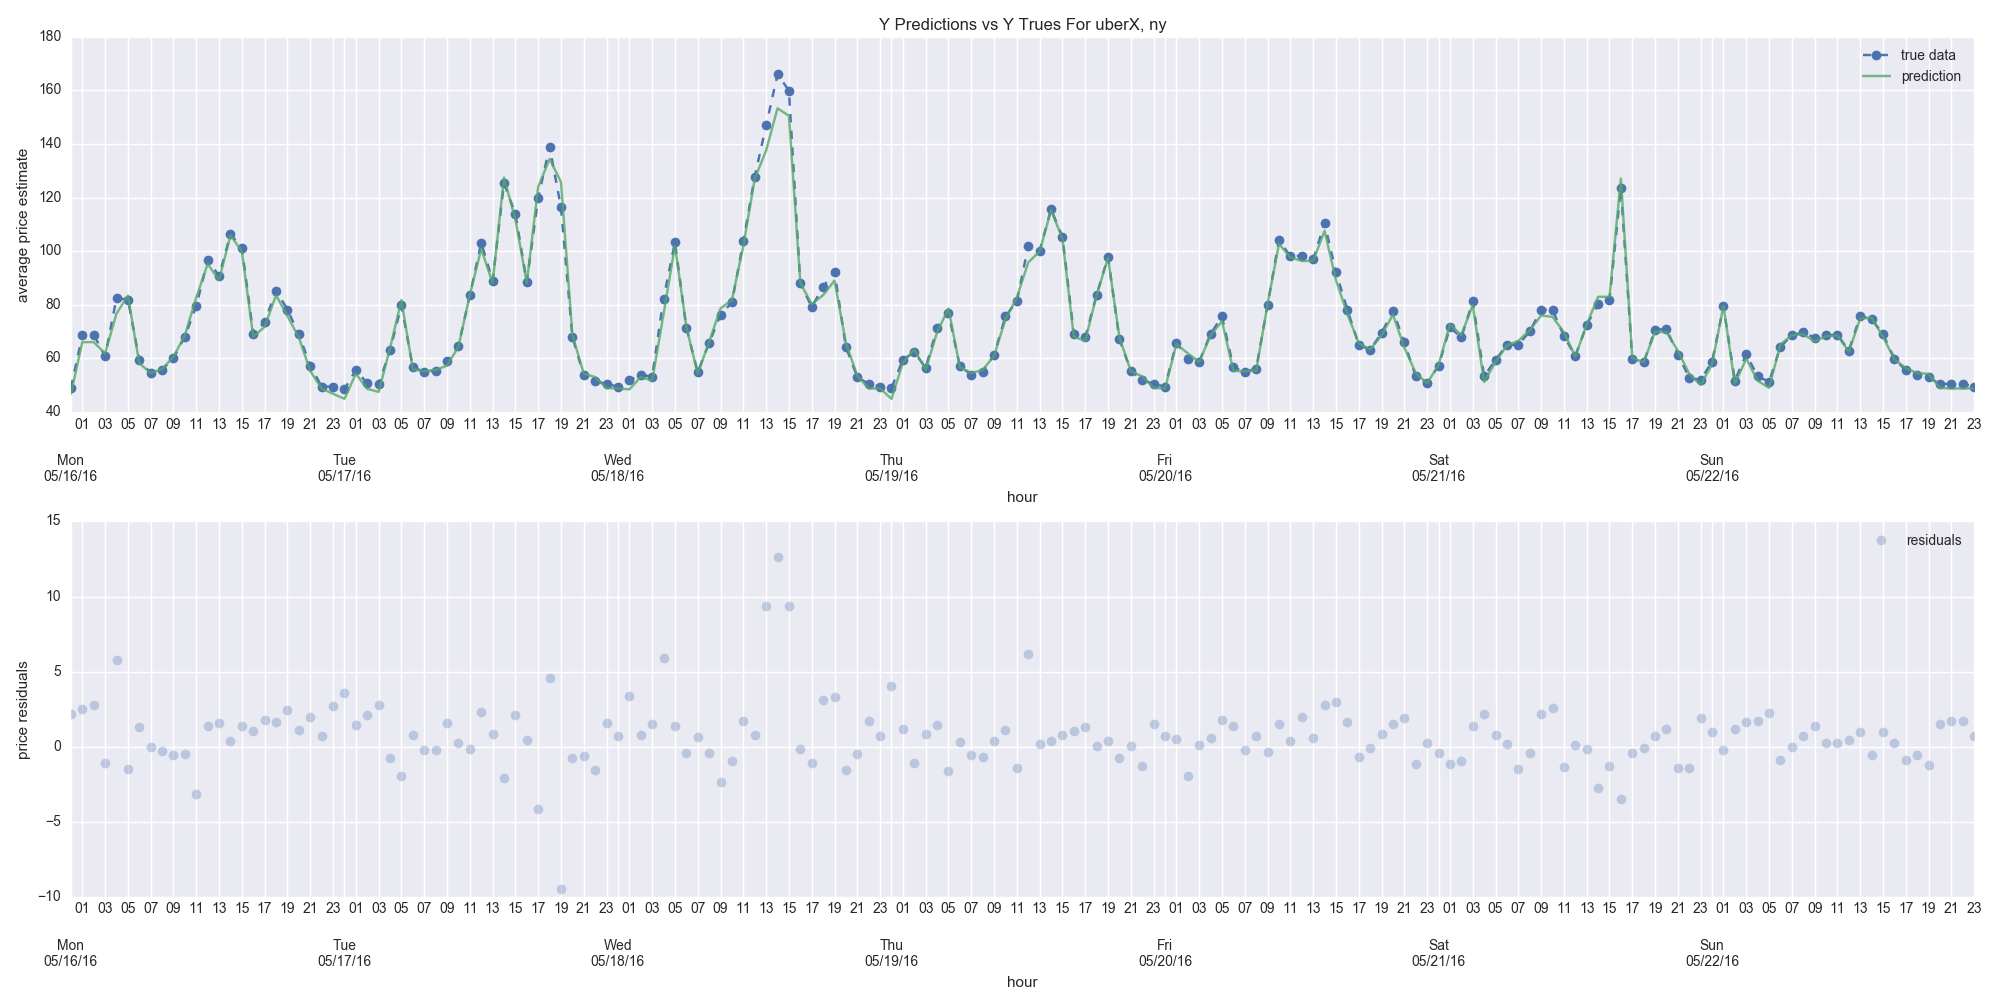 Y Predictions vs Y Trues For uberX, ny
180
160
140
120
100
80
60
40
average price estimate
true data
prediction
01 03 05 07 09 11 13 15 17 19 21 23 01 03 05 07 09 11 13 15 17 19 21 23 01 03 05 07 09 11 13 15 17 19 21 23 01 03 05 07 09 11 13 15 17 19 21 23 01 03 05 07 09 11 13 15 17 19 21 23 01 03 05 07 09 11 13 15 17 19 21 23 01 03 05 07 09 11 13 15 17 19 21 23
Mon Tue Wed Thu Fri Sat Sun
05/16/16 05/17/16 05/18/16 05/19/16 05/20/16 05/21/16 05/22/16
hour
15
10
5
0
−5
−10
price residuals
residuals
01 03 05 07 09 11 13 15 17 19 21 23 01 03 05 07 09 11 13 15 17 19 21 23 01 03 05 07 09 11 13 15 17 19 21 23 01 03 05 07 09 11 13 15 17 19 21 23 01 03 05 07 09 11 13 15 17 19 21 23 01 03 05 07 09 11 13 15 17 19 21 23 01 03 05 07 09 11 13 15 17 19 21 23
Mon Tue Wed Thu Fri Sat Sun
05/16/16 05/17/16 05/18/16 05/19/16 05/20/16 05/21/16 05/22/16
hour